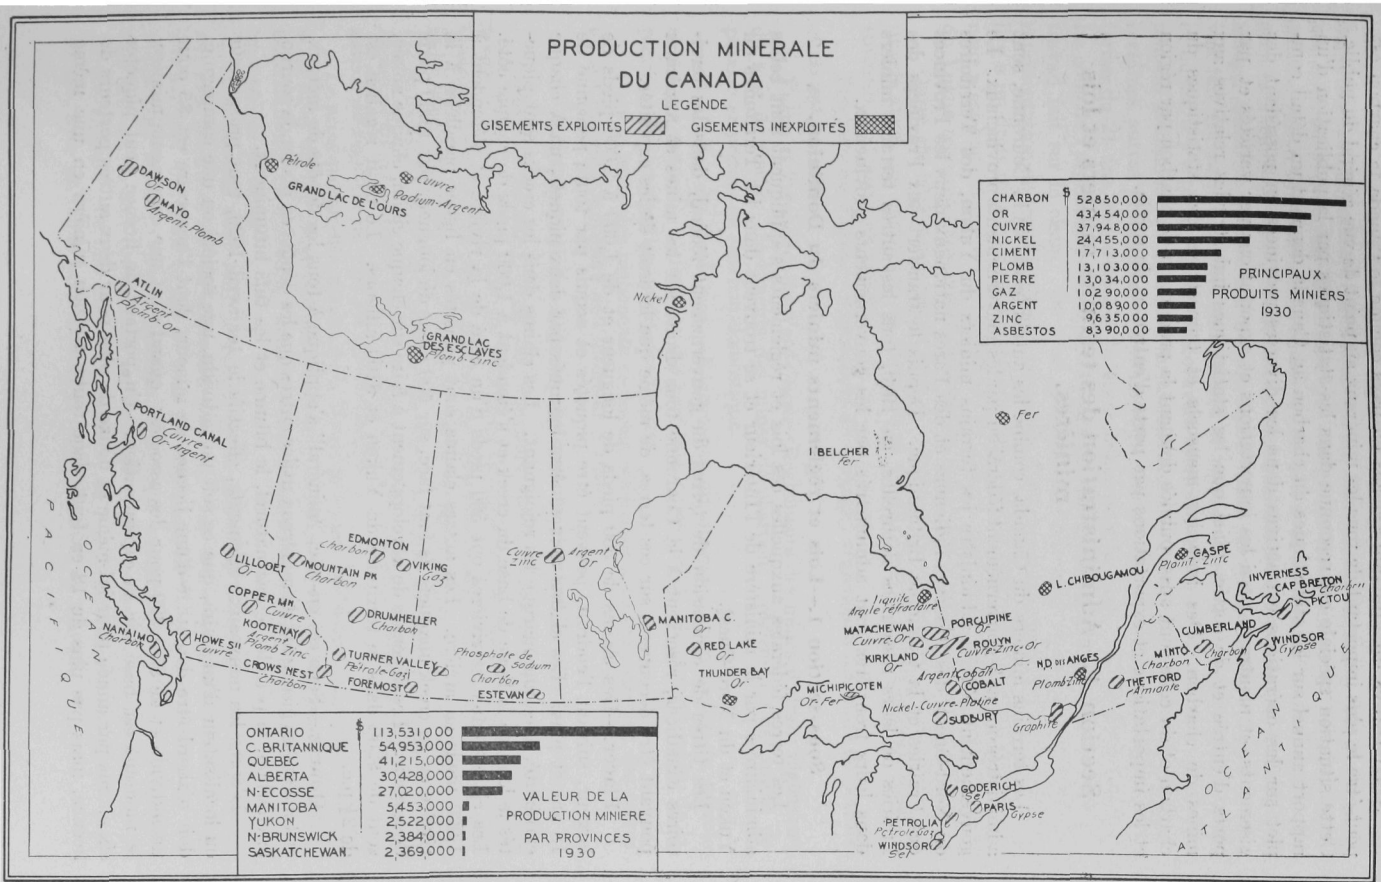 PRODUCTION MINERALE
DU CANADA
LEGENDE
GISEMENTS EXPLOITÉS
GISEMENTS INEXPLOITÉS
CHARBON $ 52850,000
OR 43,454,000
CUIVRE 37,948,000
NICKEL 24,455,000
CIMENT 17,713,000
PLOMB 13,103,000
PIERRE 13,034,000
GAZ 10290,000
ARGENT 10,089,000
ZINC 9,635,000
ASBESTOS 8390,000
PRINCIPAUX
PRODUITS MINIERS
1930
Pétrole
Cuivre
Radium-Argent
GRAND LAC DE L'OURS
DAWSON
Or
MAYO
Argent-Plomb
ATLIN
Argent
Plomb-Or
Nickel
GRAND LAC
DES ESCLAVES
Plomb-Zinc
PORTLAND CANAL
Cuivre
Or-Argent
Fer
I BELCHER
Fer
OCEAN
PACIFIQUE
LILLOOET
Or
MOUNTAIN PK
Charbon
EDMONTON
Charbon
VIKING
Gaz
Cuivre
Zinc
Argent
Or
COPPER MN
Cuivre
DRUMHELLER
Charbon
KOOTENAY
Argent
Plomb Zinc
NANAIMO
Charbon
HOWE SD
Cuivre
CROWS NEST
Charbon
TURNER VALLEY
Pétrole-Gaz
FOREMOST
Phosphate de
Sodium
Charbon
ESTEVAN
MANITOBA C.
Or
RED LAKE
Or
THUNDER BAY
Or
MICHIPICOTEN
Or-Fer
Lignite
Argile réfractaire
MATACHEWAN
Cuivre-Or
PORCUPINE
Or
ROUYN
Cuivre-Zinc-Or
KIRKLAND
Or
Argent Cobalt
COBALT
Nickel-Cuivre-Platine
SUDBURY
L. CHIBOUGAMOU
N.D. DES ANGES
Plomb Zinc
Graphite
THETFORD
Amiante
GASPE
Plomb-Zinc
INVERNESS
CAP BRETON
Charbon
PICTOU
CUMBERLAND
MINTO
Charbon
Charbon
WINDSOR
Gypse
OCEAN
ATLANTIQUE
GODERICH
Sel
PARIS
Gypse
PETROLIA
Petrole Gaz
WINDSOR
Sel
ONTARIO $ 113,531,000
C. BRITANNIQUE 54,953,000
QUEBEC 41,215,000
ALBERTA 30,428,000
N-ECOSSE 27,020,000
MANITOBA 5,453,000
YUKON 2,522,000
N-BRUNSWICK 2,384,000
SASKATCHEWAN 2,369,000
VALEUR DE LA
PRODUCTION MINIERE
PAR PROVINCES
1930